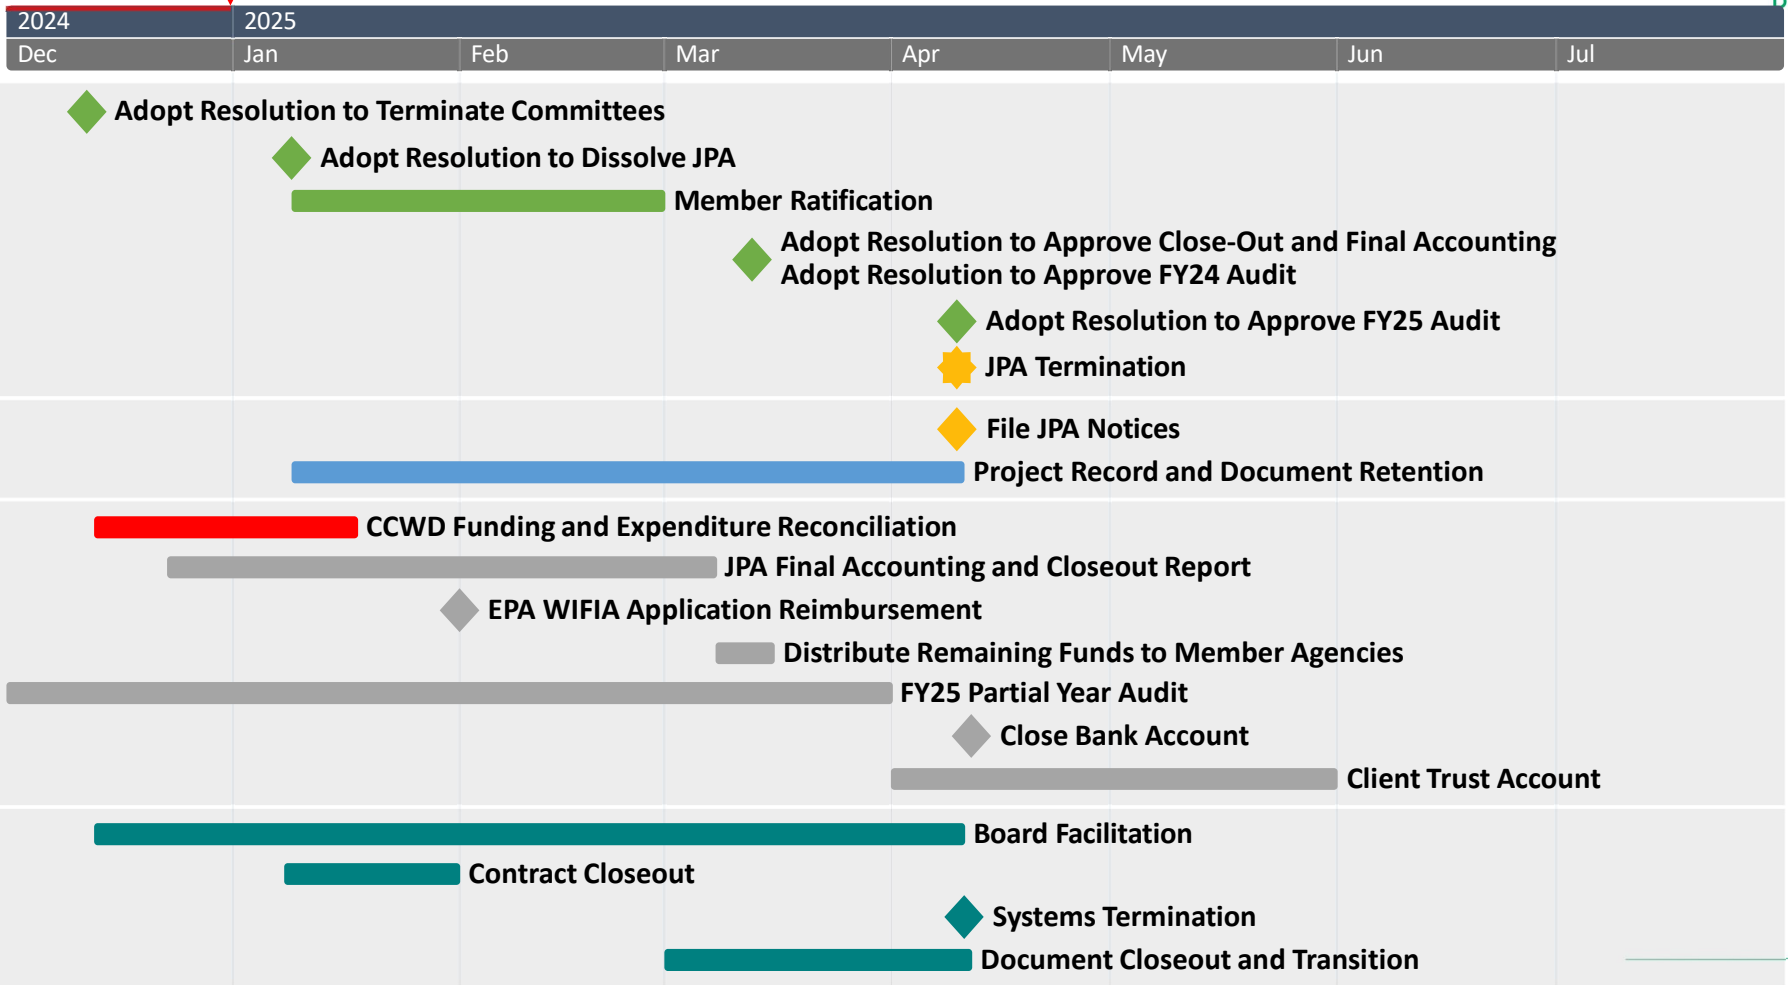 2024 2025
Dec Jan Feb Mar Apr May Jun Jul
Adopt Resolution to Terminate Committees
Adopt Resolution to Dissolve JPA
Member Ratification
Adopt Resolution to Approve Close-Out and Final Accounting
Adopt Resolution to Approve FY24 Audit
Adopt Resolution to Approve FY25 Audit
JPA Termination
File JPA Notices
Project Record and Document Retention
CCWD Funding and Expenditure Reconciliation
JPA Final Accounting and Closeout Report
EPA WIFIA Application Reimbursement
Distribute Remaining Funds to Member Agencies
FY25 Partial Year Audit
Close Bank Account
Client Trust Account
Board Facilitation
Contract Closeout
Systems Termination
Document Closeout and Transition